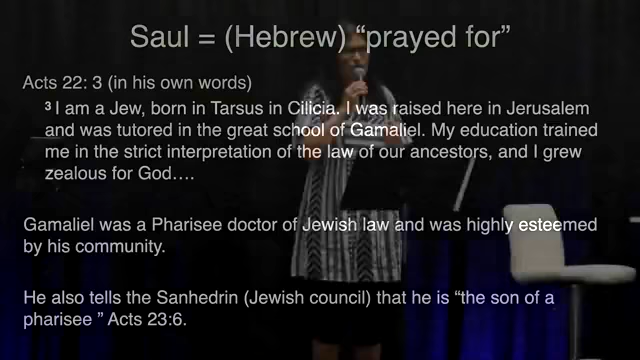 Saul = (Hebrew) “prayed for”
Acts 22: 3 (in his own words)
³ I am a Jew, born in Tarsus in Cilicia. I was raised here in Jerusalem
and was tutored in the great school of Gamaliel. My education trained
me in the strict interpretation of the law of our ancestors, and I grew
zealous for God….
Gamaliel was a Pharisee doctor of Jewish law and was highly esteemed
by his community.
He also tells the Sanhedrin (Jewish council) that he is “the son of a
pharisee ” Acts 23:6.